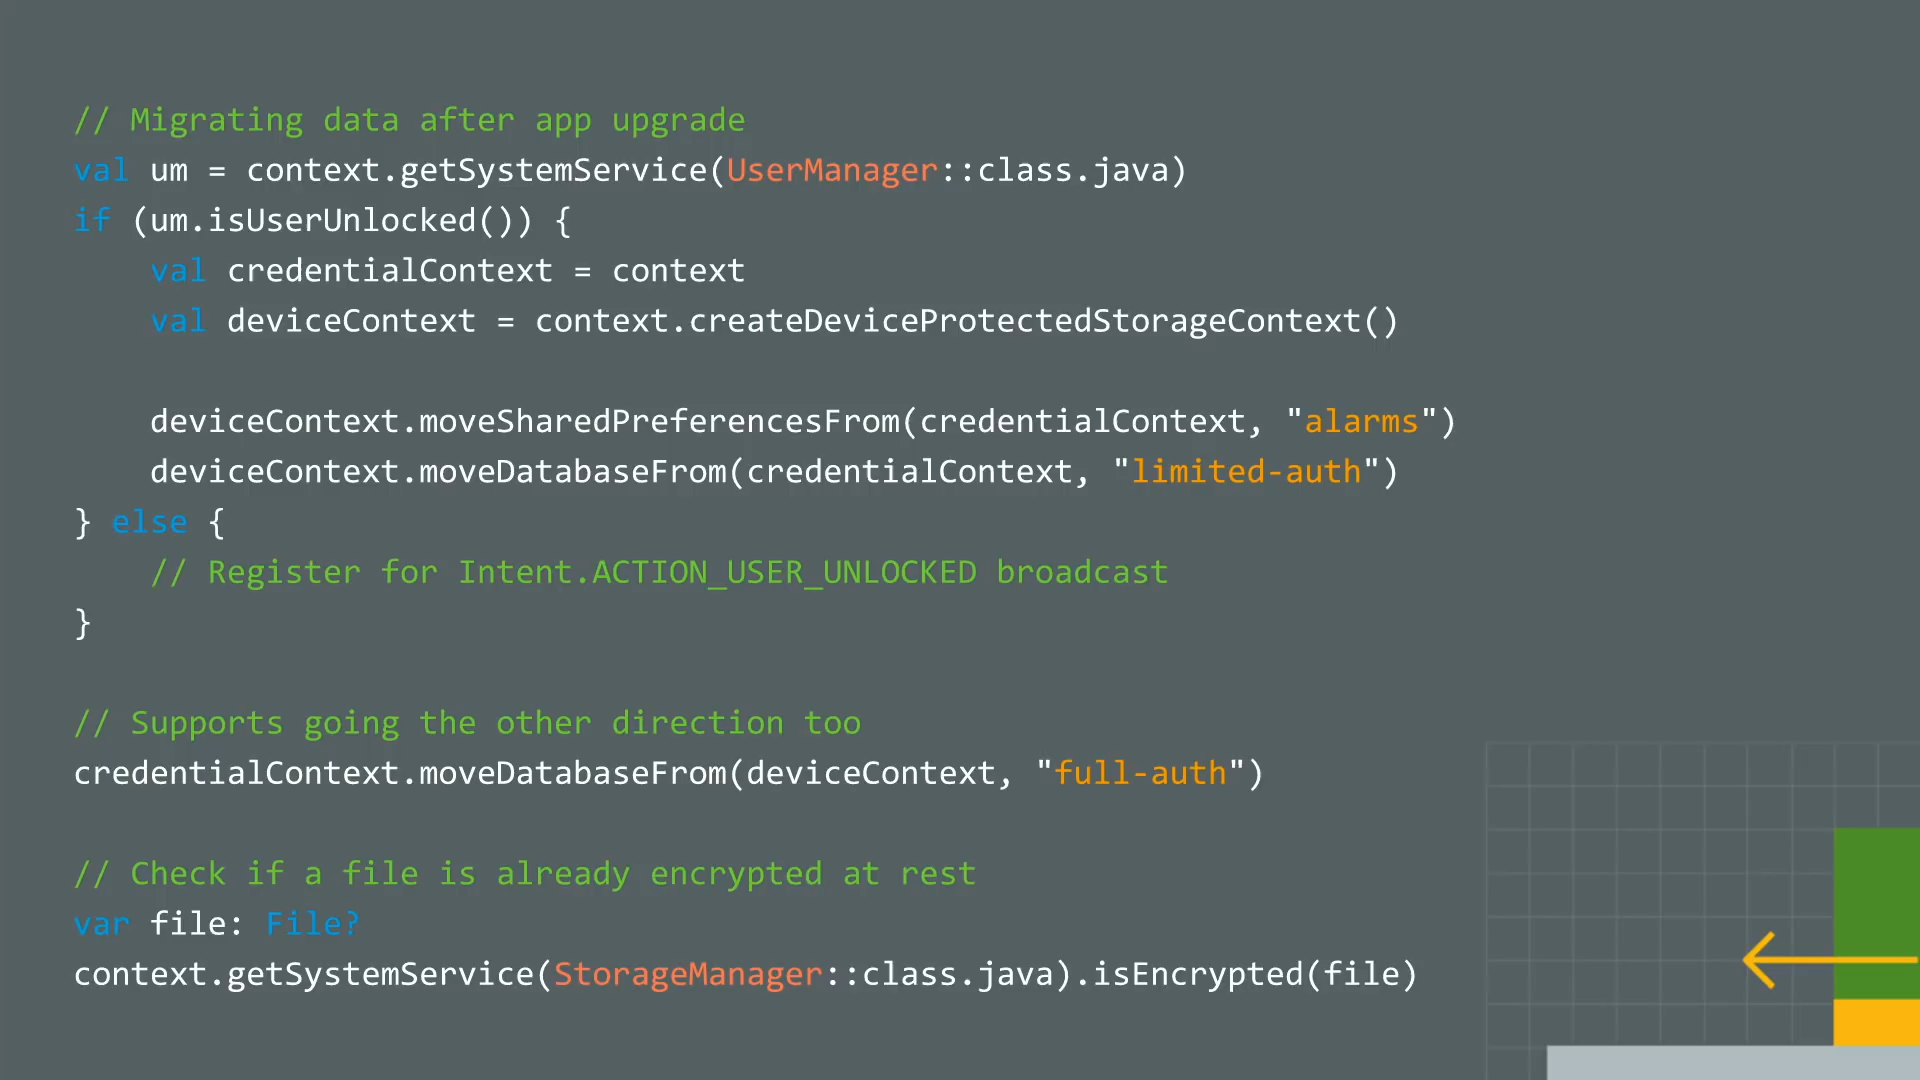 // Migrating data after app upgrade
val um = context.getSystemService(UserManager::class.java)
if (um.isUserUnlocked()) {
    val credentialContext = context
    val deviceContext = context.createDeviceProtectedStorageContext()

    deviceContext.moveSharedPreferencesFrom(credentialContext, "alarms")
    deviceContext.moveDatabaseFrom(credentialContext, "limited-auth")
} else {
    // Register for Intent.ACTION_USER_UNLOCKED broadcast
}

// Supports going the other direction too
credentialContext.moveDatabaseFrom(deviceContext, "full-auth")

// Check if a file is already encrypted at rest
var file: File?
context.getSystemService(StorageManager::class.java).isEncrypted(file)